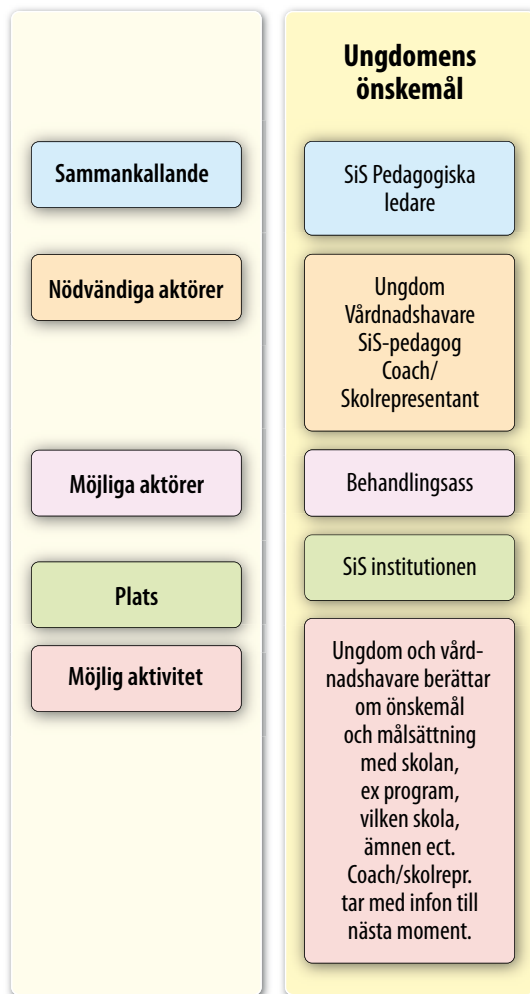 Ungdomens
önskemål
Sammankallande
SiS Pedagogiska
ledare
Nödvändiga aktörer
Ungdom
Vårdnadshavare
SiS-pedagog
Coach/
Skolrepresentant
Möjliga aktörer
Behandlingsass
Plats
SiS institutionen
Möjlig aktivitet
Ungdom och vård-
nadshavare berättar
om önskemål
och målsättning
med skolan,
ex program,
vilken skola,
ämnen ect.
Coach/skolrepr.
tar med infon till
nästa moment.